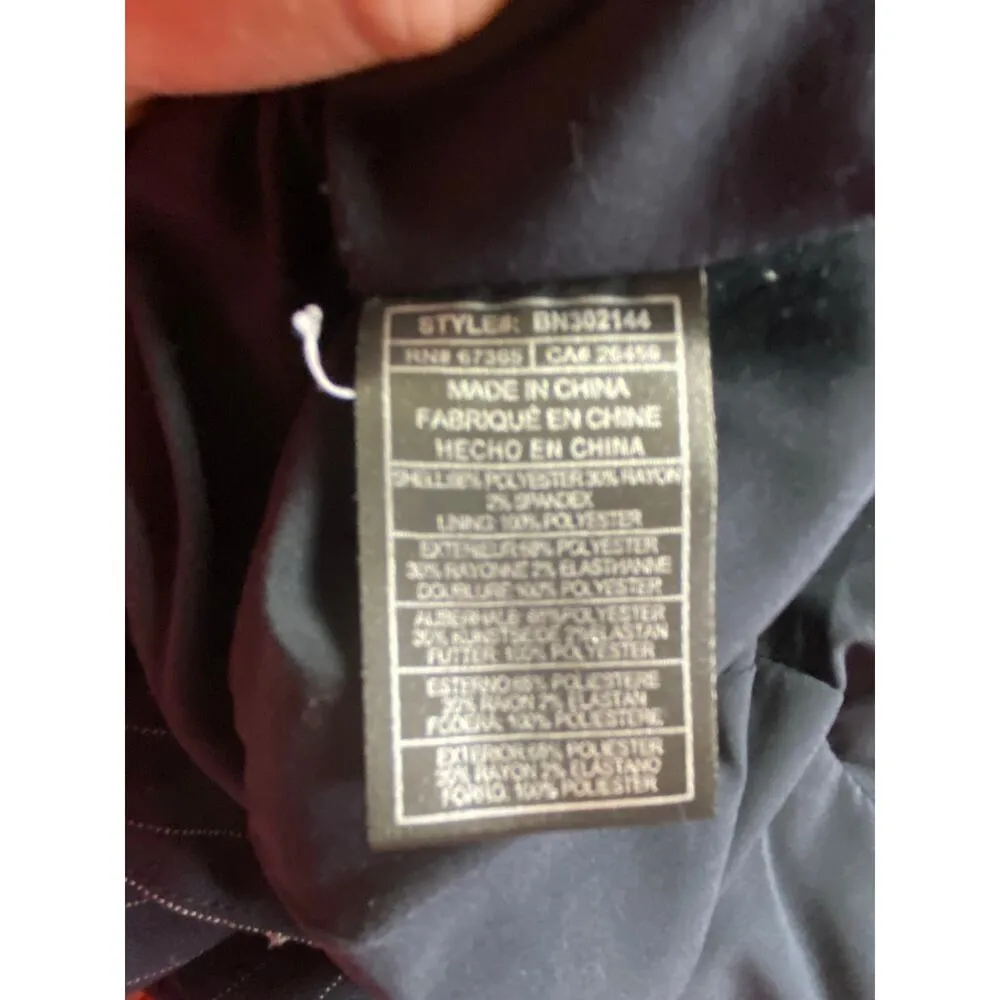 STYLE#: BN302144
RN# 67365 CA# 26459
MADE IN CHINA
FABRIQUÉ EN CHINE
HECHO EN CHINA
SHELL:68% POLYESTER 30% RAYON
2% SPANDEX
LINING: 100% POLYESTER
EXTERIEUR:68% POLYESTER
30% RAYONNE 2% ELASTHANNE
DOUBLURE:100% POLYESTER
68%POLYESTER
30% KUNSTSEIDE 2%ELASTAN
FUTTER: 100% POLYESTER
ESTERNO:68% POLIESTERE
30% RAYON 2% ELASTAN
FODERA: 100% POLIESTERE
EXTERIOR:68% POLIESTER
30% RAYON 2% ELASTANO
100% POLIESTER